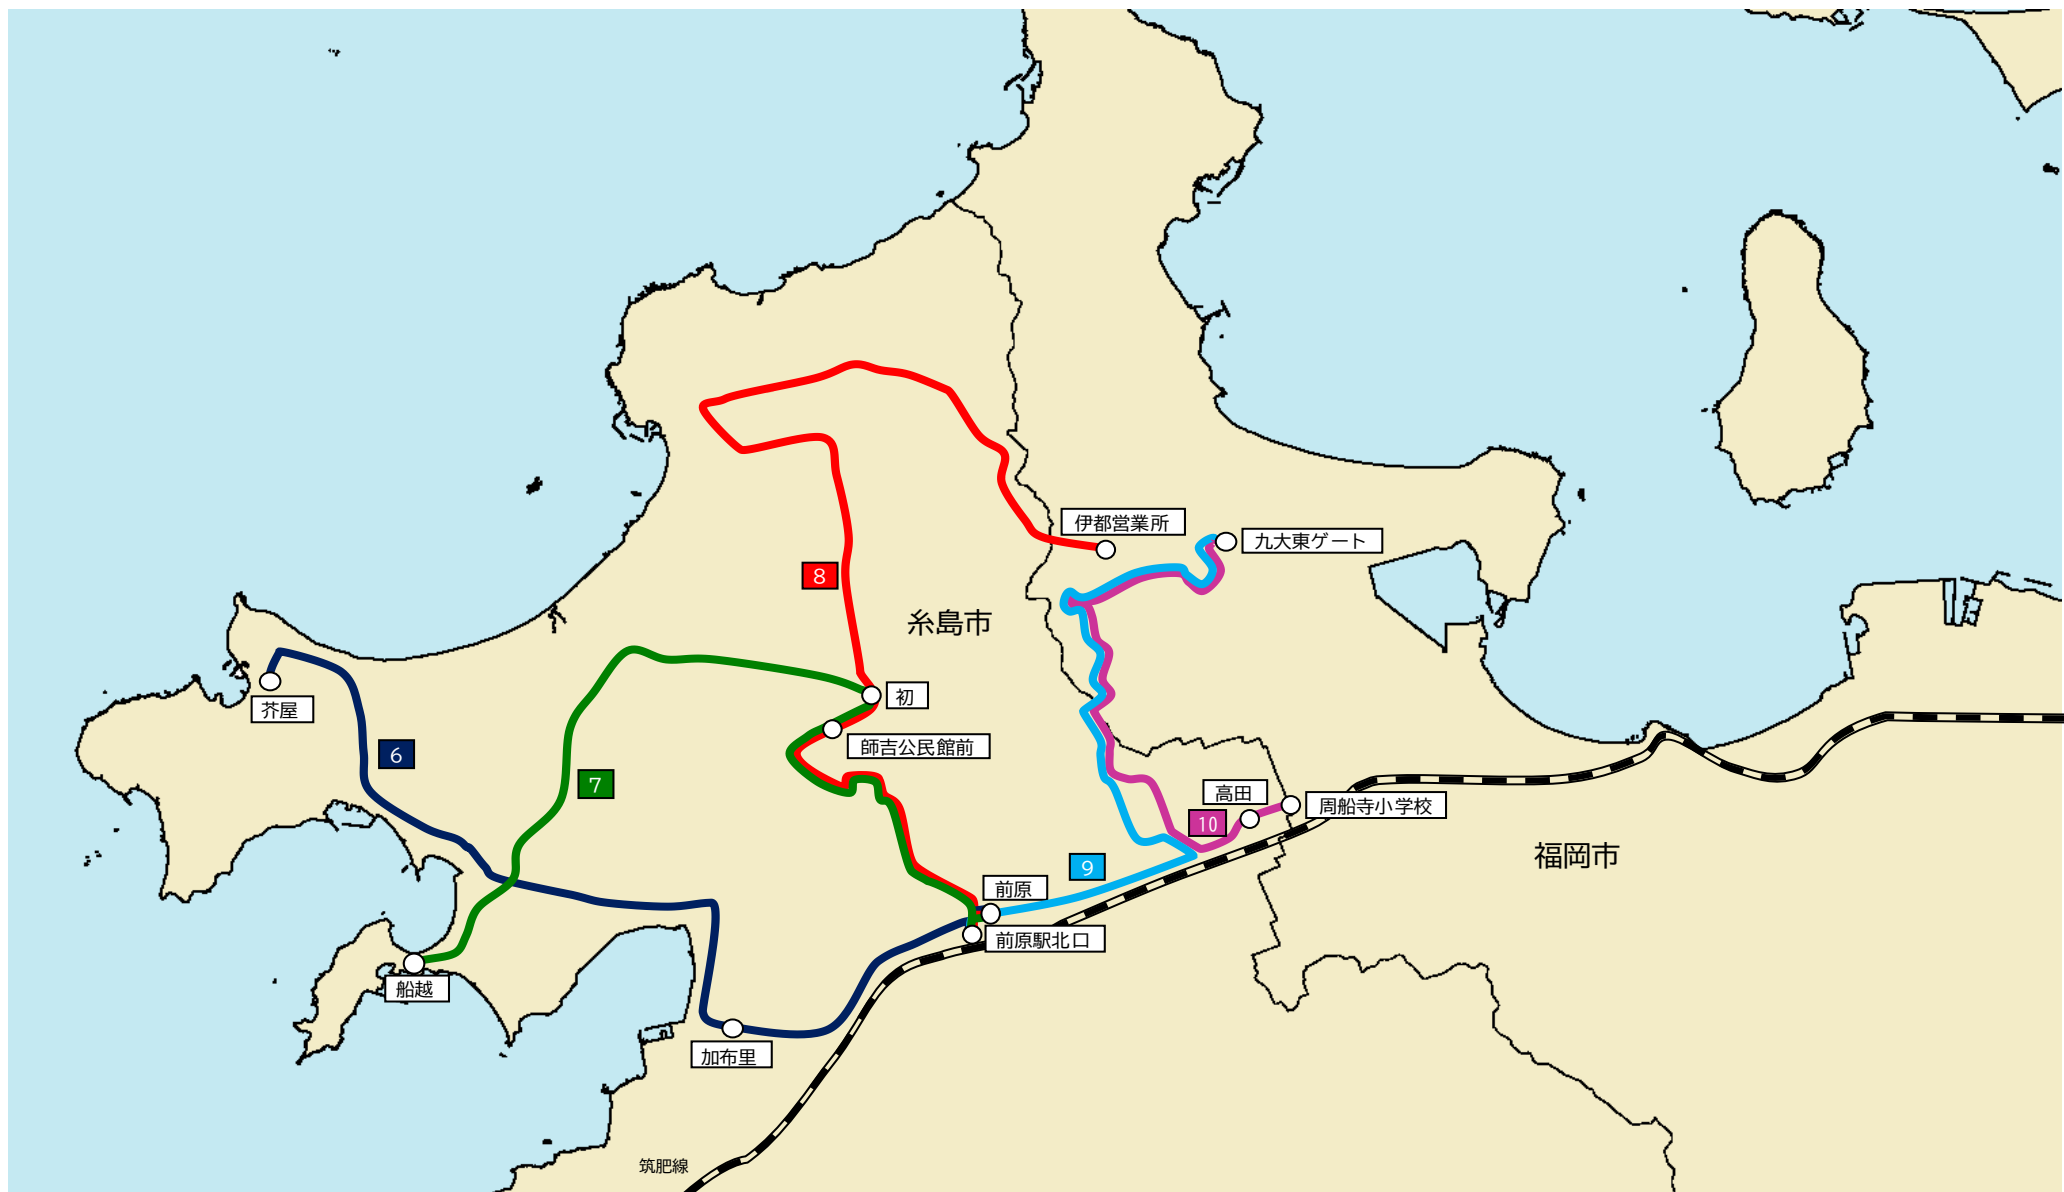 伊都営業所
九大東ゲート
8
糸島市
芥屋
初
師吉公民館前
6
7
高田
周船寺小学校
10
9
福岡市
前原
前原駅北口
船越
加布里
筑肥線